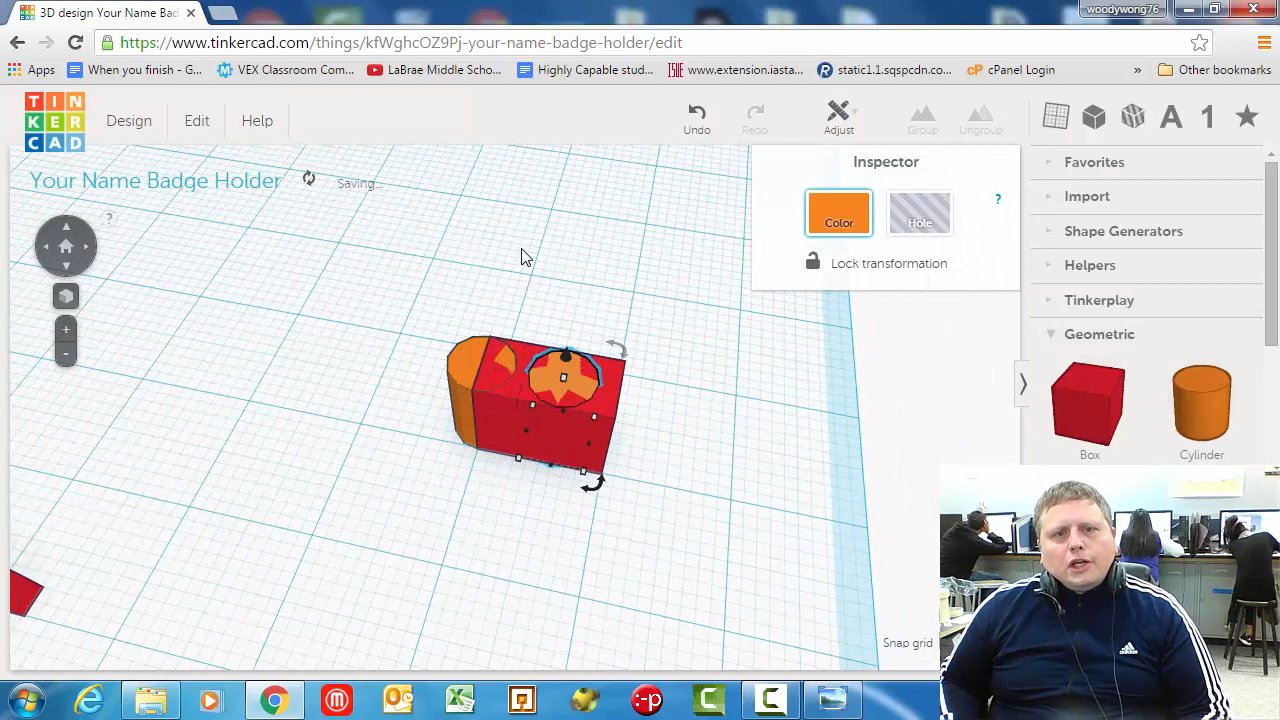 3D design Your Name Bad
woodywong76
https://www.tinkercad.com/things/kfWghcOZ9Pj-your-name-badge-holder/edit
Apps
When you finish - G...
VEX Classroom Com...
LaBrae Middle Scho...
Highly Capable stud...
ISUE www.extension.iasta...
static1.1.sqspcdn.co...
cP cPanel Login
»
Other bookmarks
TIN
KER
CAD
Design
Edit
Help
Undo
Redo
Adjust
Group
Ungroup
A 1
Your Name Badge Holder
Saving...
?
Inspector
Color
Hole
?
Lock transformation
Favorites
Import
Shape Generators
Helpers
Tinkerplay
Geometric
Box
Cylinder
Snap grid
adidas